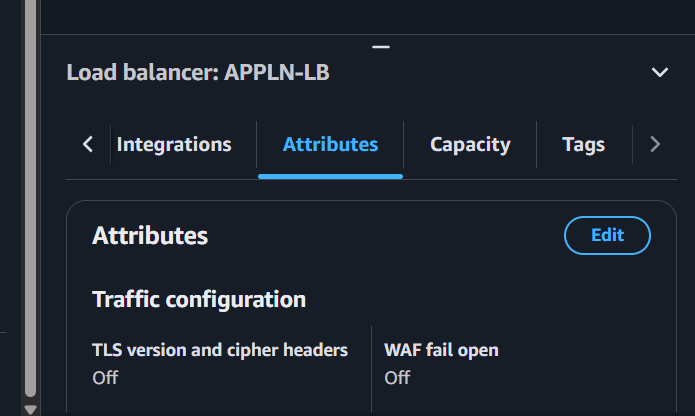 Load balancer: APPLN-LB
Integrations Attributes Capacity Tags
Attributes Edit
Traffic configuration
TLS version and cipher headers WAF fail open
Off Off